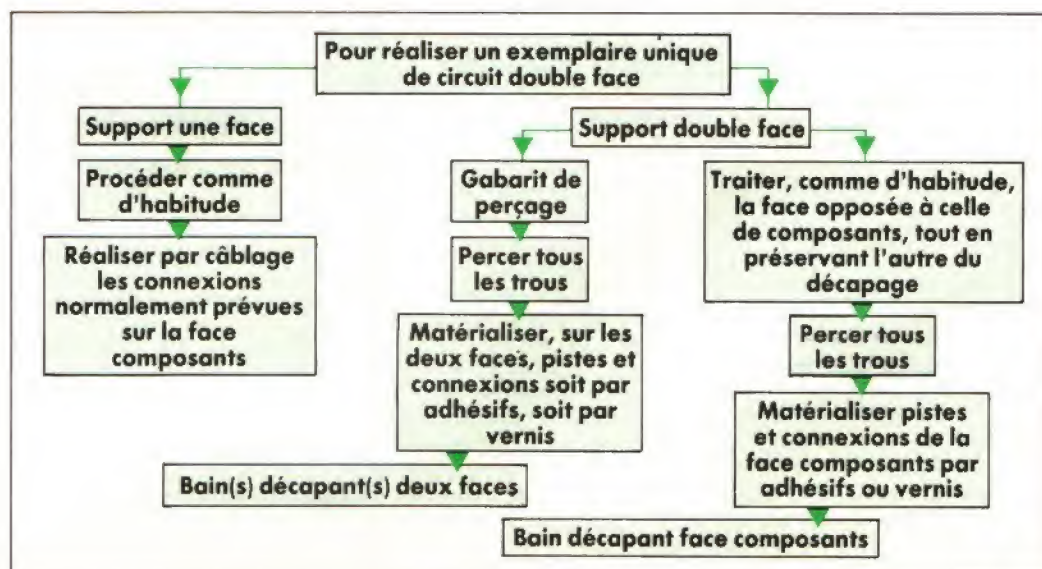 Pour réaliser un exemplaire unique
de circuit double face
Support une face
Procéder comme
d'habitude
Réaliser par câblage
les connexions
normalement prévues
sur la face
composants
Support double face
Gabarit de
perçage
Percer tous
les trous
Matérialiser, sur les
deux faces, pistes et
connexions soit par
adhésifs, soit par
vernis
Bain(s) décapant(s) deux faces
Traiter, comme d'habitude,
la face opposée à celle
de composants, tout en
préservant l'autre du
décapage
Percer tous
les trous
Matérialiser pistes
et connexions de la
face composants par
adhésifs ou vernis
Bain décapant face composants